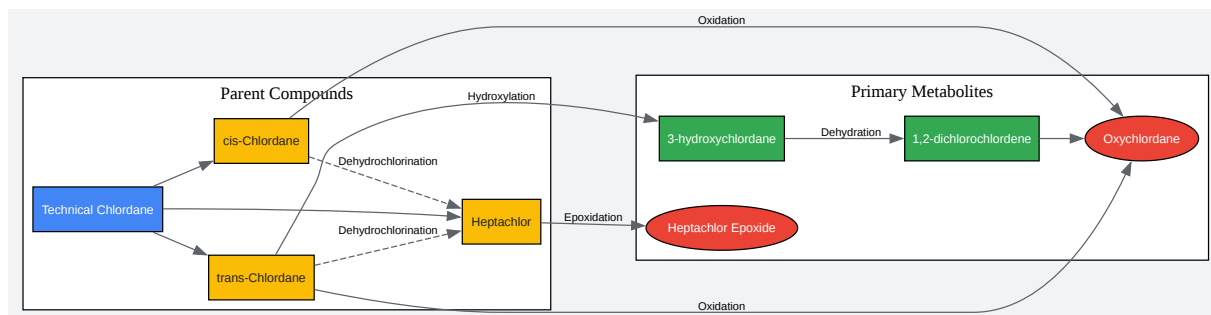 Oxidation
Parent Compounds
Hydroxylation
Primary Metabolites
cis-Chlordane
3-hydroxychlordane
Dehydration
1,2-dichlorochlordene
Oxychlordane
Dehydrochlorination
Technical Chlordane
Heptachlor
Epoxidation
Heptachlor Epoxide
Dehydrochlorination
trans-Chlordane
Oxidation